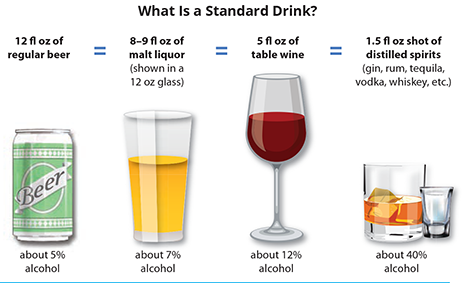 What Is a Standard Drink?
12 fl oz of
regular beer
=
8–9 fl oz of
malt liquor
(shown in a
12 oz glass)
=
5 fl oz of
table wine
=
1.5 fl oz shot of
distilled spirits
(gin, rum, tequila,
vodka, whiskey, etc.)
Beer
about 5%
alcohol
about 7%
alcohol
about 12%
alcohol
about 40%
alcohol